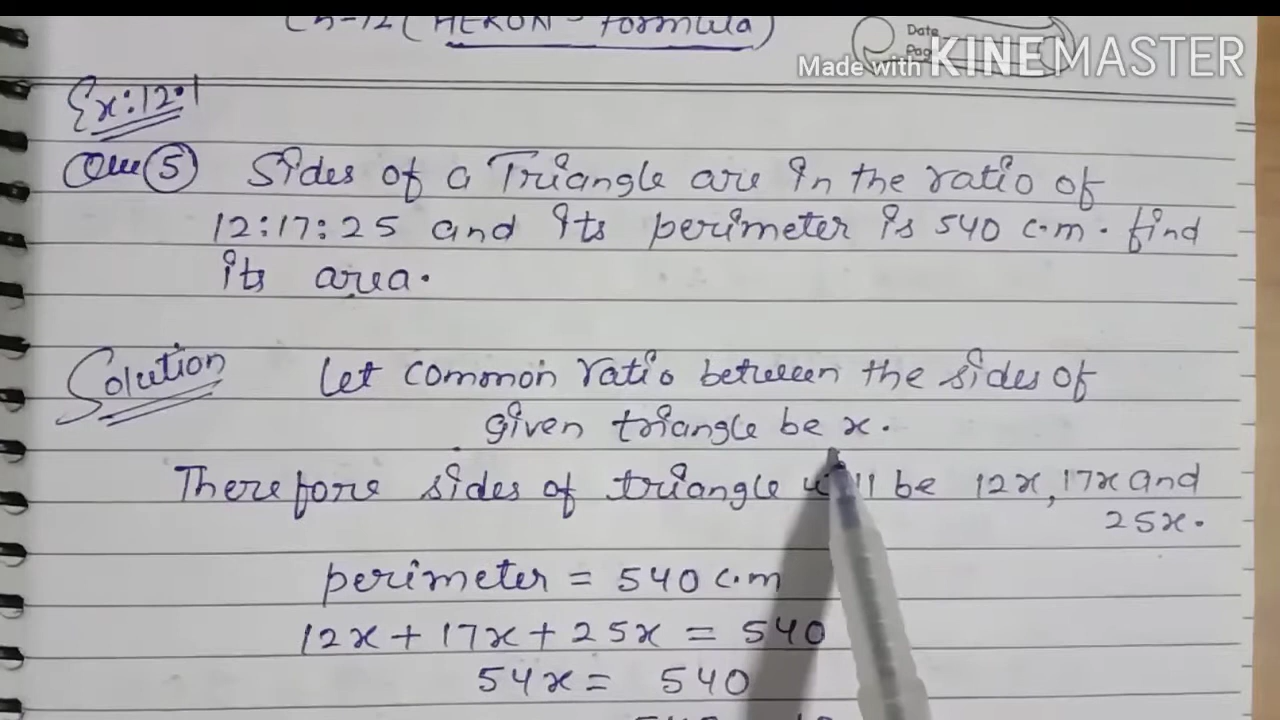 Ch-12 (HERON - formula)
Date
Pag
Made with KINEMASTER
Ex:12.1
Que 5 Sides of a Triangle are in the ratio of
12:17:25 and its perimeter is 540 c.m. find
its area.
Solution Let common ratio between the sides of
given triangle be x.
Therefore sides of triangle will be 12x, 17x and
25x.
perimeter = 540 c.m
12x + 17x + 25x = 540
54x = 540